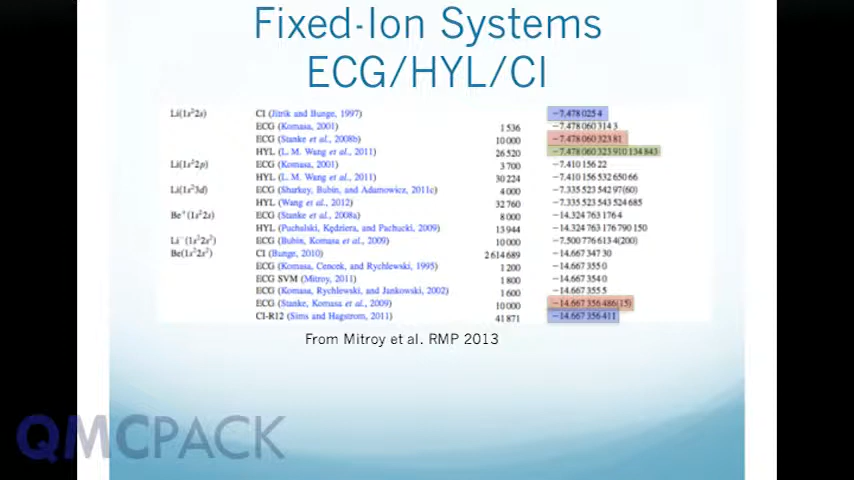 Fixed-Ion Systems
ECG/HYL/CI
Li(1s²2s) CI (Jitrik and Bunge, 1997) −7.478 025 4
ECG (Komasa, 2001) 1 536 −7.478 060 314 3
ECG (Stanke et al., 2008b) 10 000 −7.478 060 323 81
HYL (L. M. Wang et al., 2011) 26 520 −7.478 060 323 910 134 843
Li(1s²2p) ECG (Komasa, 2001) 3 700 −7.410 156 22
HYL (L. M. Wang et al., 2011) 30 224 −7.410 156 532 650 66
Li(1s²3d) ECG (Sharkey, Bubin, and Adamowicz, 2011c) 4 000 −7.335 523 542 97(60)
HYL (Wang et al., 2012) 32 760 −7.335 523 543 524 685
Be⁺(1s²2s) ECG (Stanke et al., 2008a) 8 000 −14.324 763 176 4
HYL (Puchalski, Kędziera, and Pachucki, 2009) 13 944 −14.324 763 176 790 150
Li⁻(1s²2s²) ECG (Bubin, Komasa et al., 2009) 10 000 −7.500 776 613 4(200)
Be(1s²2s²) CI (Bunge, 2010) 2 614 689 −14.667 347 30
ECG (Komasa, Cencek, and Rychlewski, 1995) 1 200 −14.667 355 0
ECG SVM (Mitroy, 2011) 1 800 −14.667 354 0
ECG (Komasa, Rychlewski, and Jankowski, 2002) 1 600 −14.667 355 5
ECG (Stanke, Komasa et al., 2009) 10 000 −14.667 356 486(15)
CI-R12 (Sims and Hagstrom, 2011) 41 871 −14.667 356 411
From Mitroy et al. RMP 2013
QMCPACK